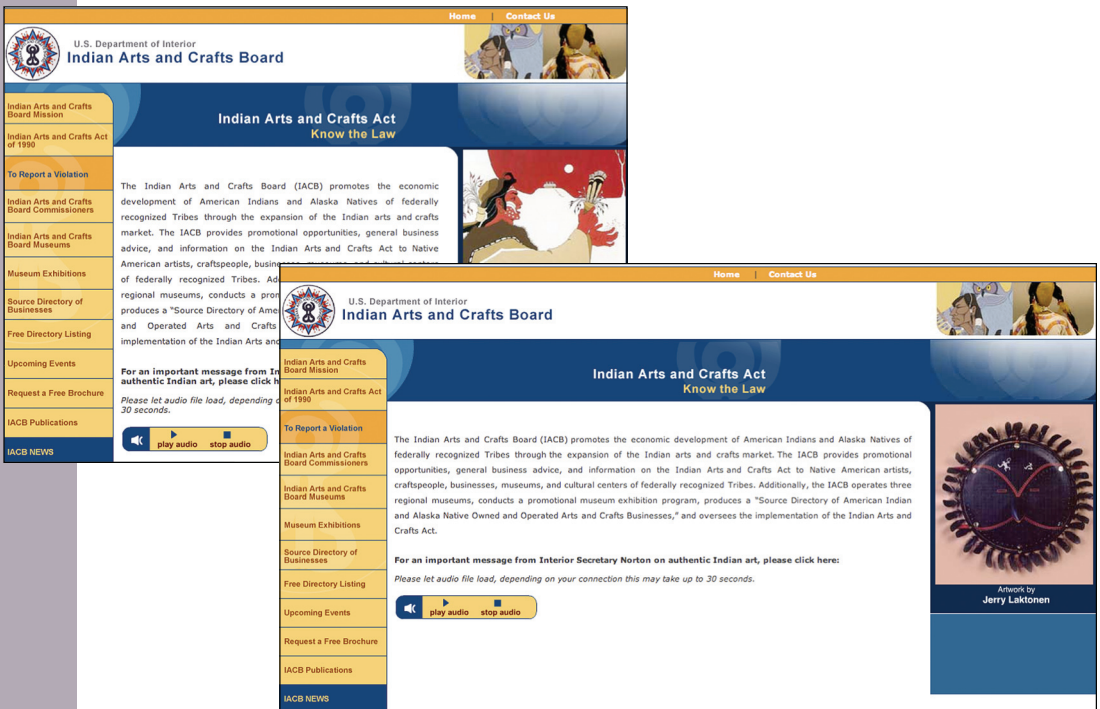 Home | Contact Us
U.S. Department of Interior
Indian Arts and Crafts Board
Indian Arts and Crafts Act
Know the Law
Indian Arts and Crafts
Board Mission
Indian Arts and Crafts Act
of 1990
To Report a Violation
Indian Arts and Crafts
Board Commissioners
Indian Arts and Crafts
Board Museums
Museum Exhibitions
Source Directory of
Businesses
Free Directory Listing
Upcoming Events
Request a Free Brochure
IACB Publications
IACB NEWS
The Indian Arts and Crafts Board (IACB) promotes the economic
development of American Indians and Alaska Natives of federally
recognized Tribes through the expansion of the Indian arts and crafts
market. The IACB provides promotional opportunities, general business
advice, and information on the Indian Arts and Crafts Act to Native
American artists, craftspeople,
of federally recognized Tribes.
regional museums, conducts a
produces a "Source Directory of
and Operated Arts and Crafts
implementation of the Indian Arts
For an important message from
authentic Indian art, please click
Please let audio file load, depending
30 seconds.
play audio stop audio
Home | Contact Us
U.S. Department of Interior
Indian Arts and Crafts Board
Indian Arts and Crafts Act
Know the Law
Indian Arts and Crafts
Board Mission
Indian Arts and Crafts Act
of 1990
To Report a Violation
Indian Arts and Crafts
Board Commissioners
Indian Arts and Crafts
Board Museums
Museum Exhibitions
Source Directory of
Businesses
Free Directory Listing
Upcoming Events
Request a Free Brochure
IACB Publications
IACB NEWS
The Indian Arts and Crafts Board (IACB) promotes the economic development of American Indians and Alaska Natives of
federally recognized Tribes through the expansion of the Indian arts and crafts market. The IACB provides promotional
opportunities, general business advice, and information on the Indian Arts and Crafts Act to Native American artists,
craftspeople, businesses, museums, and cultural centers of federally recognized Tribes. Additionally, the IACB operates three
regional museums, conducts a promotional museum exhibition program, produces a "Source Directory of American Indian
and Alaska Native Owned and Operated Arts and Crafts Businesses," and oversees the implementation of the Indian Arts and
Crafts Act.
For an important message from Interior Secretary Norton on authentic Indian art, please click here:
Please let audio file load, depending on your connection this may take up to 30 seconds.
play audio stop audio
Artwork by
Jerry Laktonen